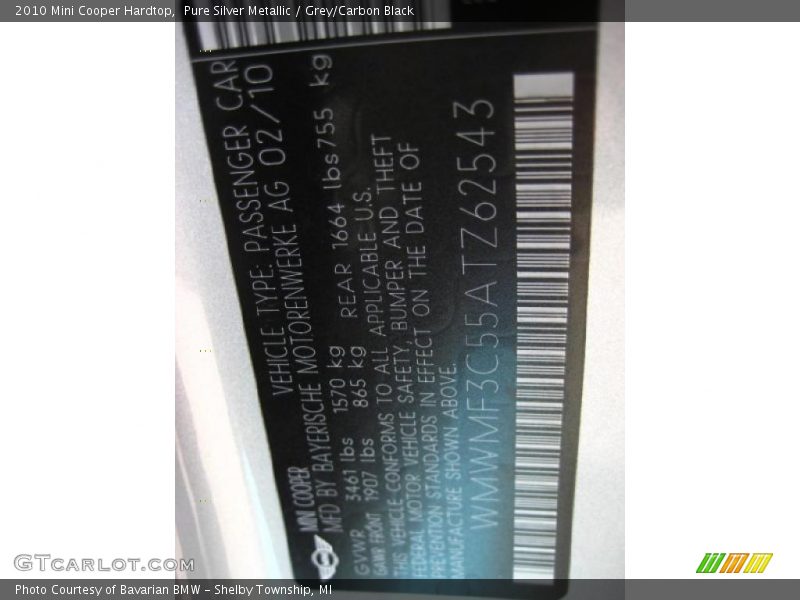 2010 Mini Cooper Hardtop,  Pure Silver Metallic / Grey/Carbon Black
VEHICLE TYPE: PASSENGER CAR
MINI COOPER
MFD BY BAYERISCHE MOTORENWERKE AG 02/10
GVWR 3461 lbs 1570 kg
GAWR FRONT 1907 lbs 865 kg REAR 1664 lbs 755 kg
THIS VEHICLE CONFORMS TO ALL APPLICABLE U.S.
FEDERAL MOTOR VEHICLE SAFETY, BUMPER AND THEFT
PREVENTION STANDARDS IN EFFECT ON THE DATE OF
MANUFACTURE SHOWN ABOVE.
WMWMF3C55ATZ62543
GTCarLot.com
Photo Courtesy of Bavarian BMW – Shelby Township, MI